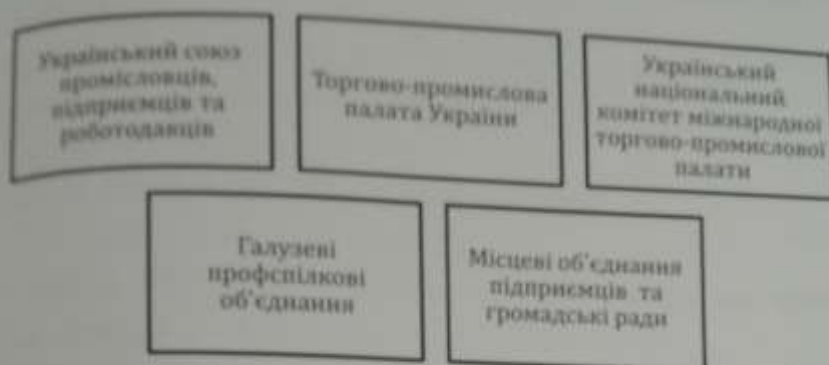 Український союз
промисловців,
підприємців та
роботодавців
Торгово-промислова
палата України
Український
національний
комітет міжнародної
торгово-промислової
палати
Галузеві
профспілкові
об'єднання
Місцеві об'єднання
підприємців та
громадські ради